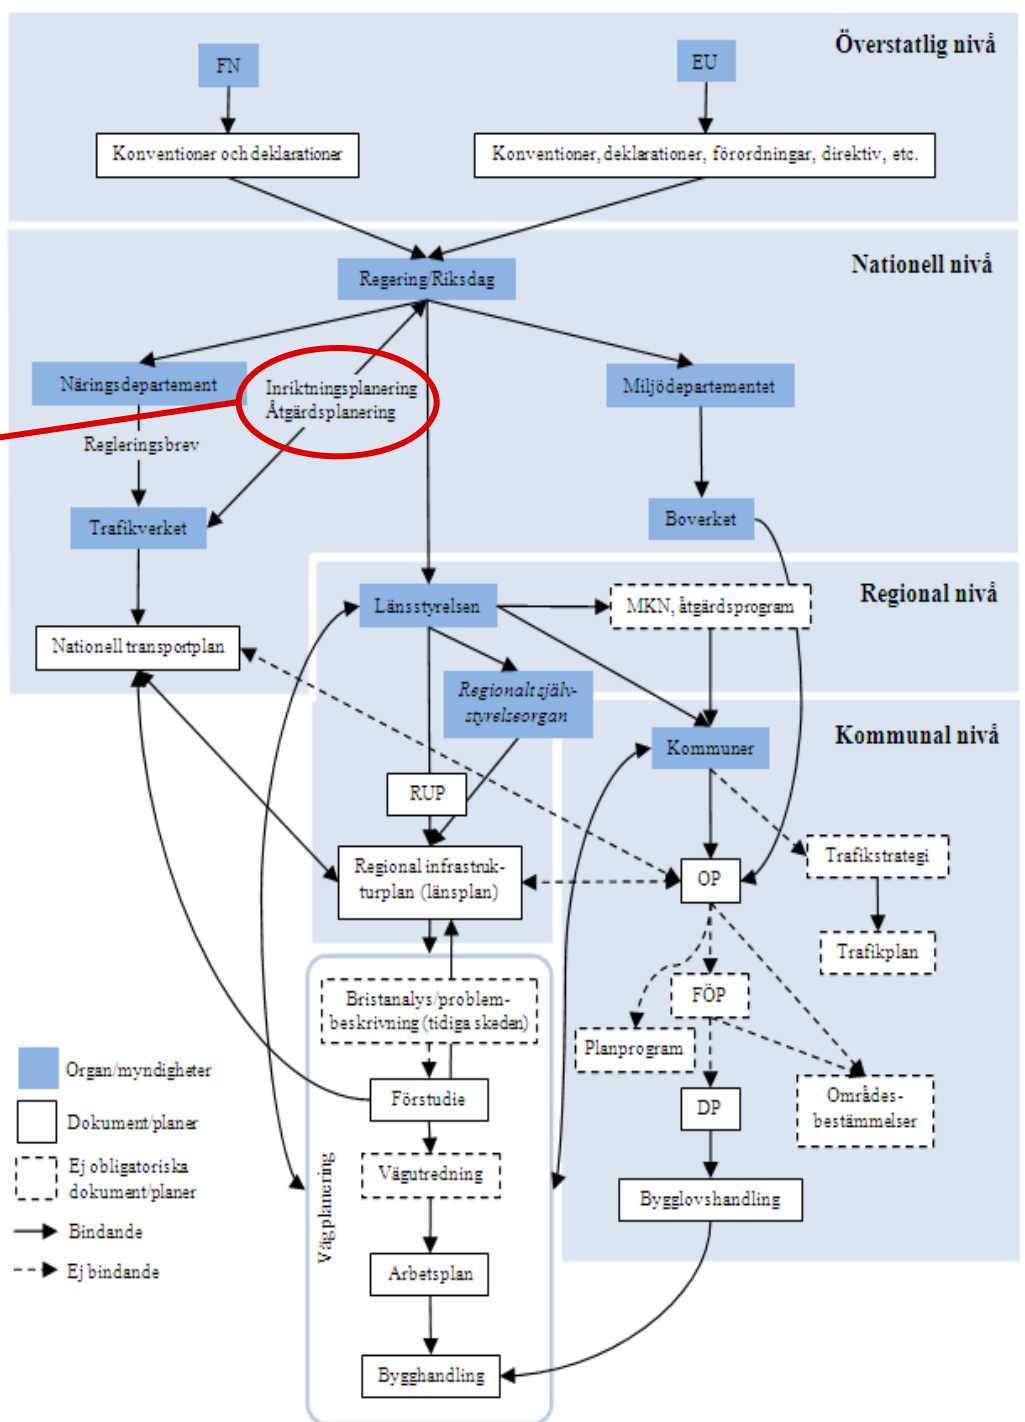 Överstatlig nivå
FN
EU
Konventioner och deklarationer
Konventioner, deklarationer, förordningar, direktiv, etc.
Nationell nivå
Regering/Riksdag
Näringsdepartement
Inriktningsplanering
Åtgärdsplanering
Miljödepartementet
Regleringsbrev
Trafikverket
Boverket
Regional nivå
Länsstyrelsen
MKN, åtgärdsprogram
Nationell transportplan
Regionalt själv-
styrelseorgan
Kommunal nivå
Kommuner
RUP
Regional infrastruk-
turplan (länsplan)
OP
Trafikstrategi
Trafikplan
Bristanalys/problem-
beskrivning (tidiga skeden)
FÖP
Planprogram
Förstudie
DP
Områdes-
bestämmelser
Vägutredning
Bygglovshandling
Vägplanering
Arbetsplan
Bygghandling
Organ/myndigheter
Dokument/planer
Ej obligatoriska
dokument/planer
Bindande
Ej bindande